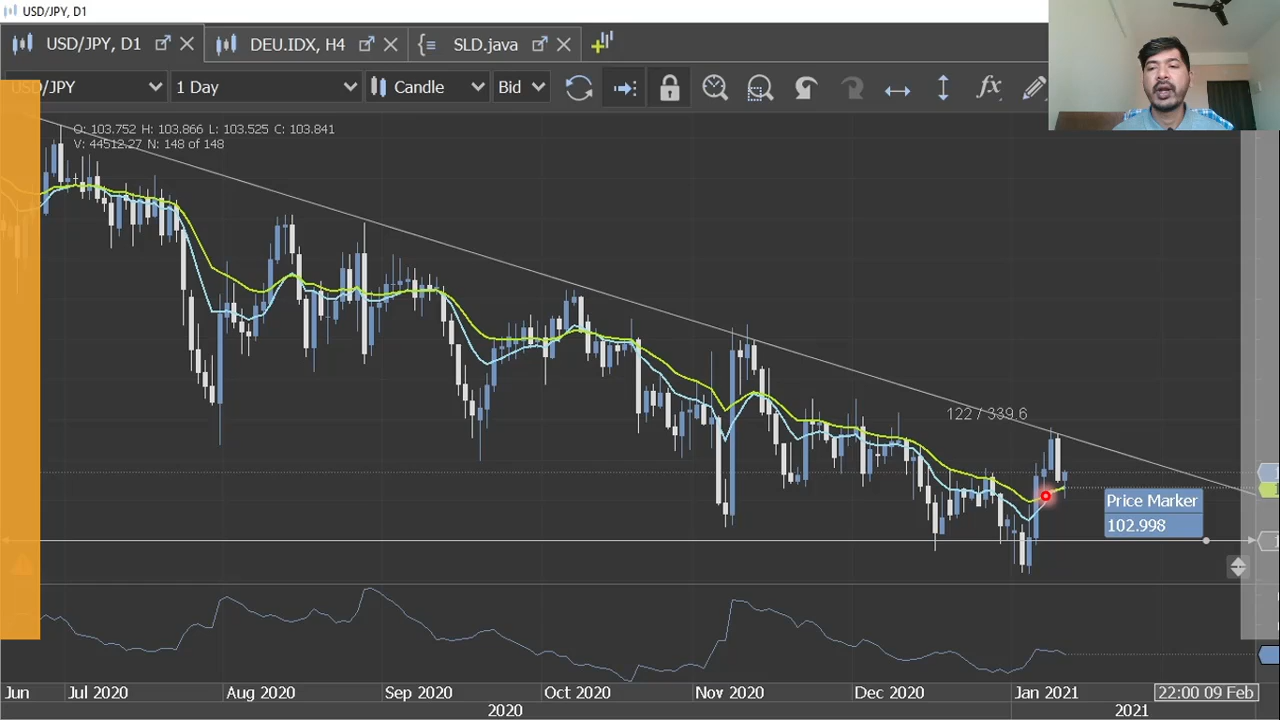 USD/JPY, D1
USD/JPY, D1
DEU.IDX, H4
SLD.java
1 Day
Candle
Bid
fx
O: 103.752 H: 103.866 L: 103.525 C: 103.841
V: 44512.27 N: 148 of 148
122 / 339.6
Price Marker
102.998
Jun
Jul 2020
Aug 2020
Sep 2020
Oct 2020
Nov 2020
Dec 2020
Jan 2021
22:00 09 Feb
2020
2021